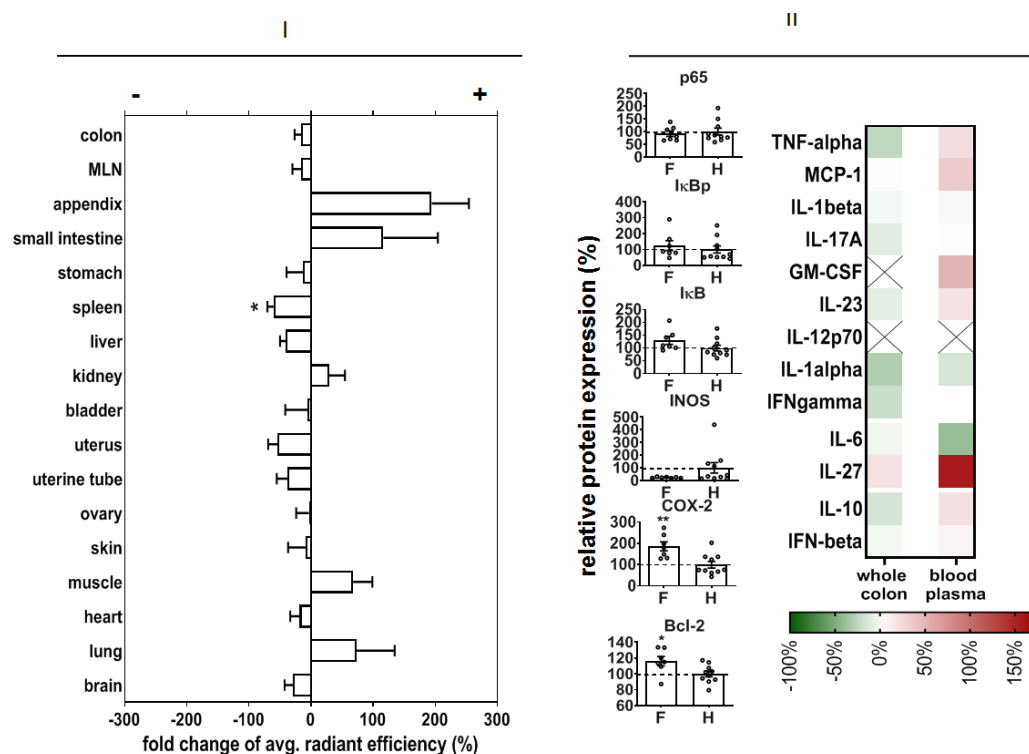 I
II
- +
colon
MLN
appendix
small intestine
stomach
* spleen
liver
kidney
bladder
uterus
uterine tube
ovary
skin
muscle
heart
lung
brain
-300 -200 -100 0 100 200 300
fold change of avg. radiant efficiency (%)
relative protein expression (%)
p65
250
200
150
100
50
0
F H
IκBp
400
300
200
100
0
F H
IκB
250
200
150
100
50
0
F H
INOS
500
400
300
200
100
0
F H
COX-2
**
300
200
100
0
F H
Bcl-2
*
140
120
100
80
60
F H
TNF-alpha
MCP-1
IL-1beta
IL-17A
GM-CSF
IL-23
IL-12p70
IL-1alpha
IFNgamma
IL-6
IL-27
IL-10
IFN-beta
whole colon
blood plasma
-100%
-50%
0%
50%
100%
150%